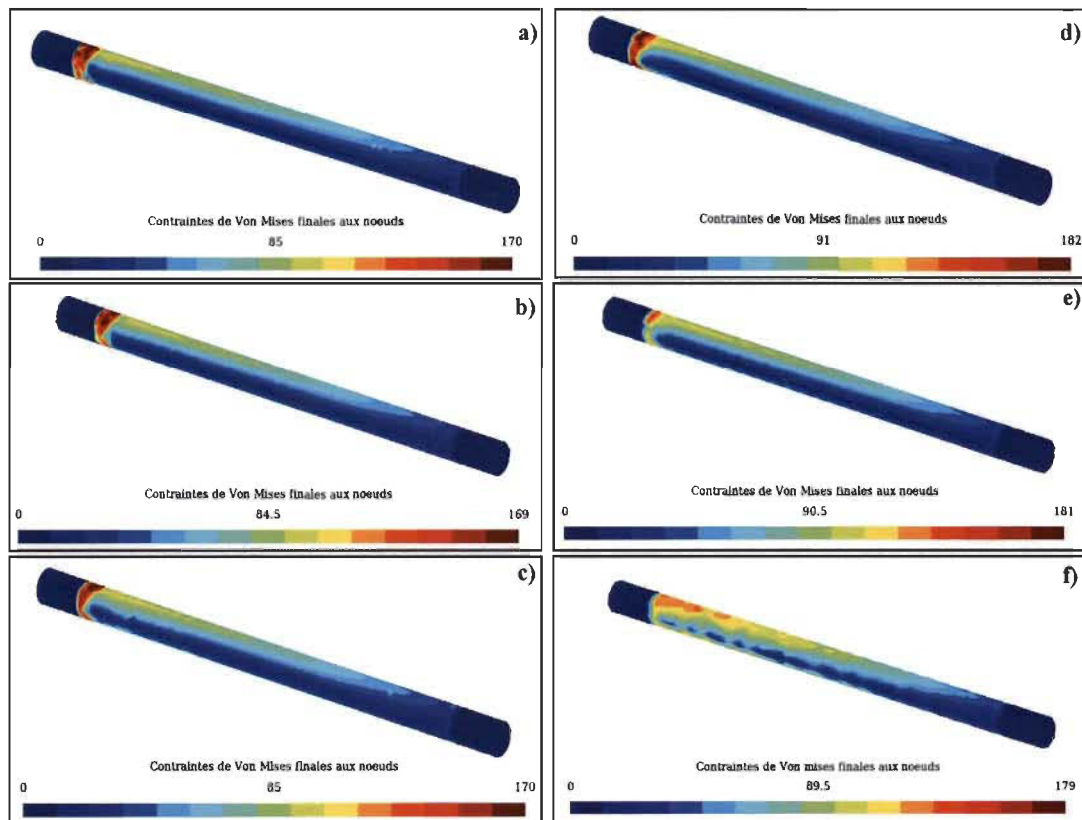 a)
Contraintes de Von Mises finales aux noeuds
0 85 170
b)
Contraintes de Von Mises finales aux noeuds
0 84.5 169
c)
Contraintes de Von Mises finales aux noeuds
0 85 170
d)
Contraintes de Von Mises finales aux noeuds
0 91 182
e)
Contraintes de Von Mises finales aux noeuds
0 90.5 181
f)
Contraintes de Von mises finales aux noeuds
0 89.5 179